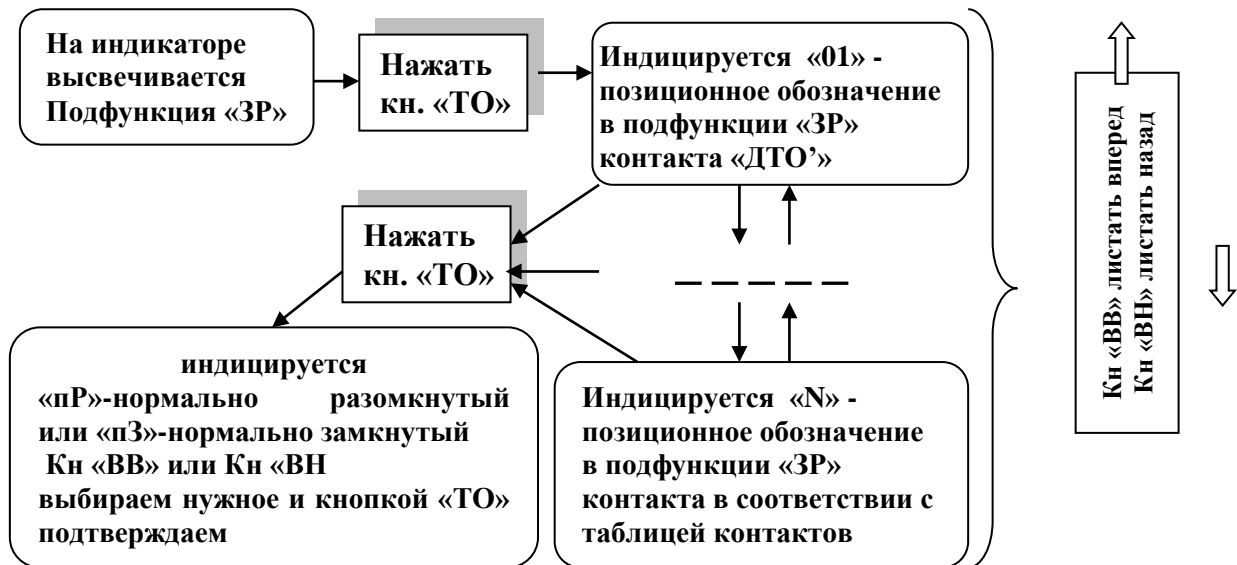 На индикаторе
высвечивается
Подфункция «ЗР»
Нажать
кн. «ТО»
Индицируется «01» -
позиционное обозначение
в подфункции «ЗР»
контакта «ДТО’»
Нажать
кн. «ТО»
индицируется
«пР»-нормально разомкнутый
или «пЗ»-нормально замкнутый
Кн «ВВ» или Кн «ВН
выбираем нужное и кнопкой «ТО»
подтверждаем
Индицируется «N» -
позиционное обозначение
в подфункции «ЗР»
контакта в соответствии с
таблицей контактов
Кн «ВВ» листать вперед
Кн «ВН» листать назад